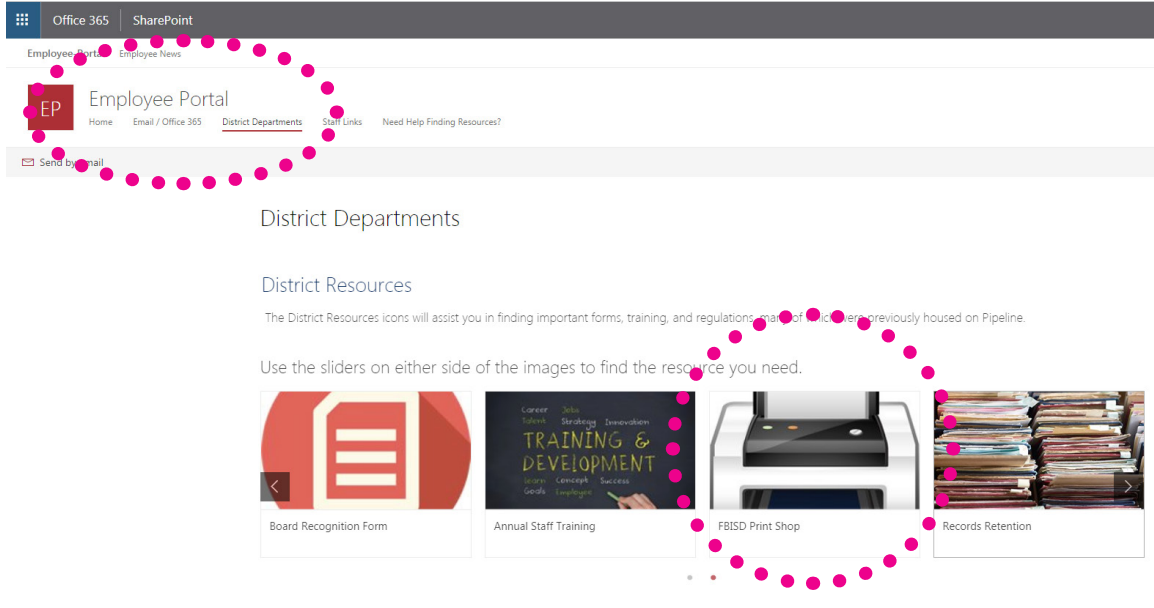 Office 365 SharePoint
Employee Portal Employee News
EP
Employee Portal
Home Email / Office 365 District Departments Staff Links Need Help Finding Resources?
Send by email
District Departments
District Resources
The District Resources icons will assist you in finding important forms, training, and regulations, many of which were previously housed on Pipeline.
Use the sliders on either side of the images to find the resource you need.
Career Jobs
Talent Strategy Innovation
TRAINING &
DEVELOPMENT
Learn Concept Success
Goals Employee
Board Recognition Form
Annual Staff Training
FBISD Print Shop
Records Retention